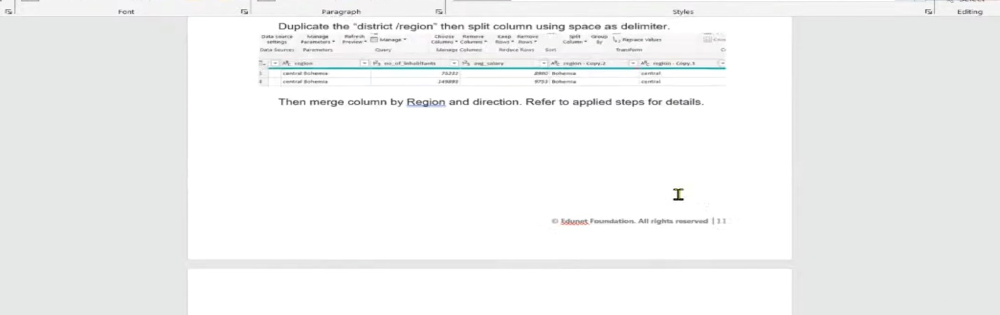 Select
Font Paragraph Styles Editing
Duplicate the “district /region” then split column using space as delimiter.
Data source Manage Refresh Choose Remove Keep Remove Split Group
settings Parameters Preview Manage Columns Columns Rows Rows Column By Replace Values
Data Sources Parameters Query Manage Columns Reduce Rows Sort Transform
region no_of_inhabitants avg_salary region - Copy.2 region - Copy.1
central Bohemia 75232 8980 Bohemia central
central Bohemia 149893 9753 Bohemia central
Then merge column by Region and direction. Refer to applied steps for details.
© Edunet Foundation. All rights reserved | 11